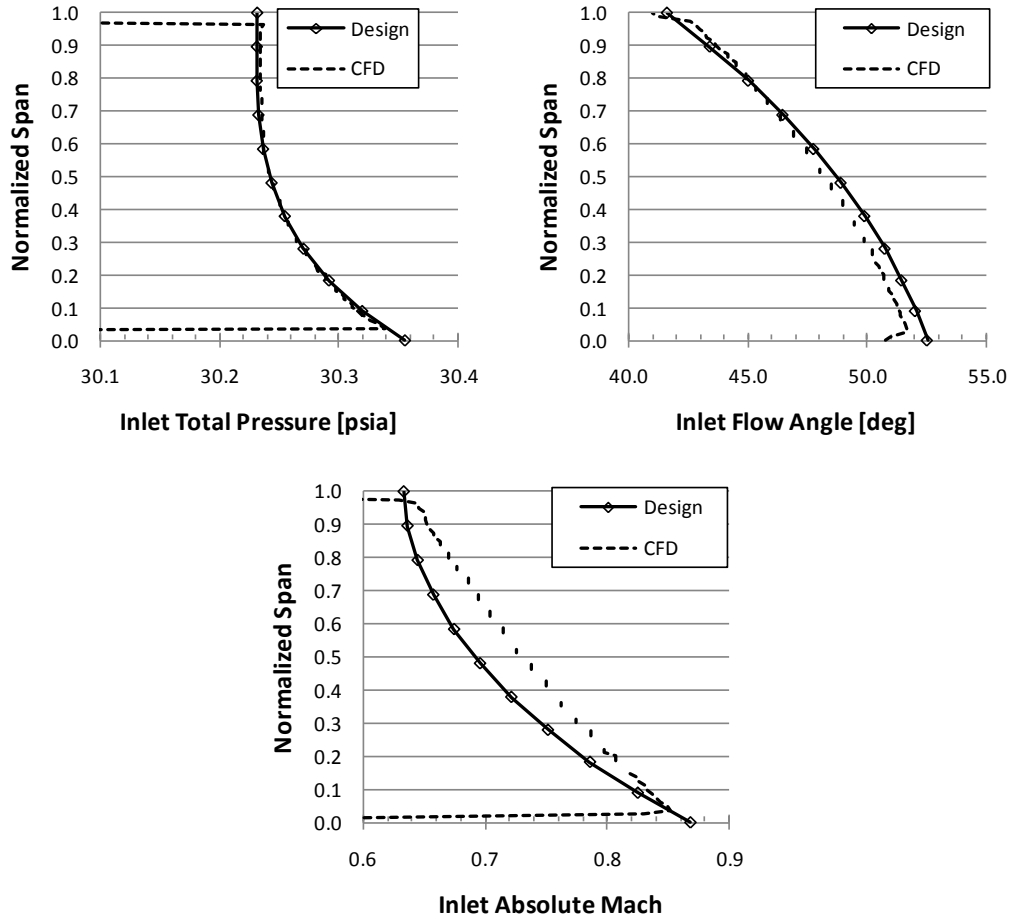 1.0
0.9
0.8
0.7
0.6
0.5
0.4
0.3
0.2
0.1
0.0
Normalized Span
Design
CFD
30.1 30.2 30.3 30.4
Inlet Total Pressure [psia]
1.0
0.9
0.8
0.7
0.6
0.5
0.4
0.3
0.2
0.1
0.0
Normalized Span
Design
CFD
40.0 45.0 50.0 55.0
Inlet Flow Angle [deg]
1.0
0.9
0.8
0.7
0.6
0.5
0.4
0.3
0.2
0.1
0.0
Normalized Span
Design
CFD
0.6 0.7 0.8 0.9
Inlet Absolute Mach